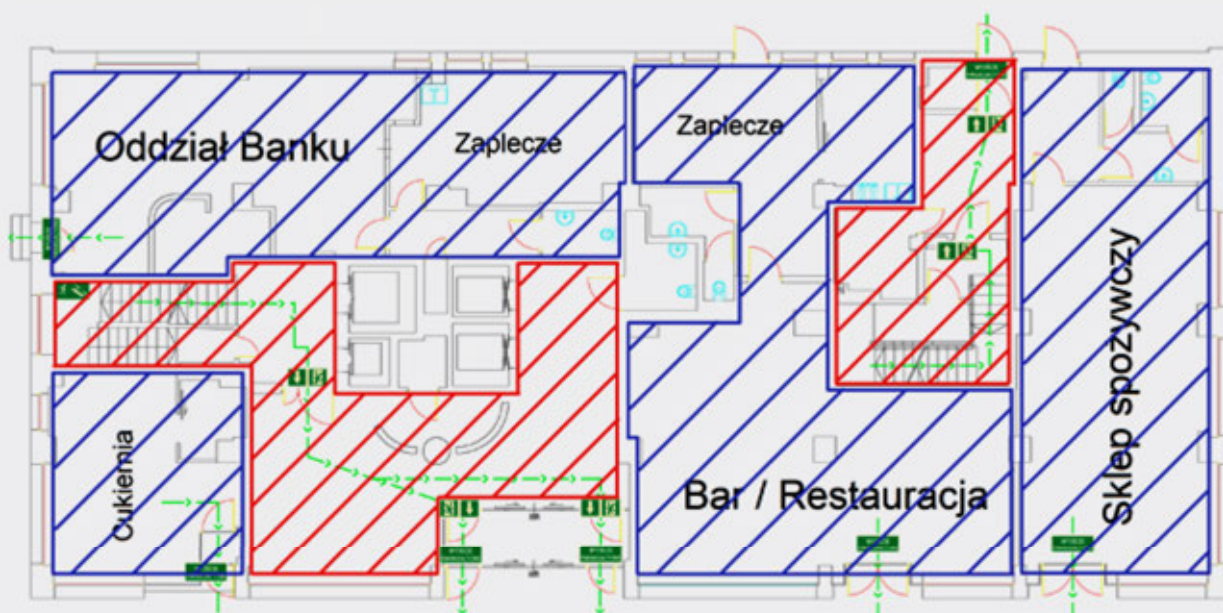 Oddział Banku
Zaplecze
Zaplecze
Cukiernia
Bar / Restauracja
Sklep spożywczy